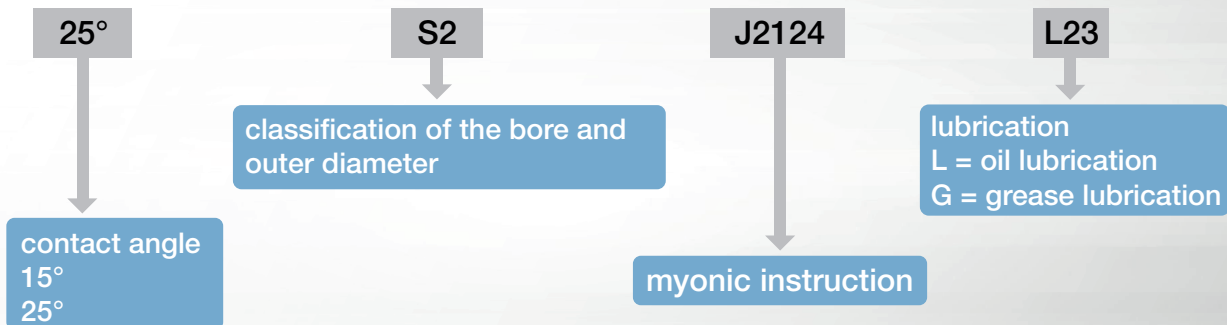 25°
S2
J2124
L23
classification of the bore and
outer diameter
lubrication
L = oil lubrication
G = grease lubrication
contact angle
15°
25°
myonic instruction